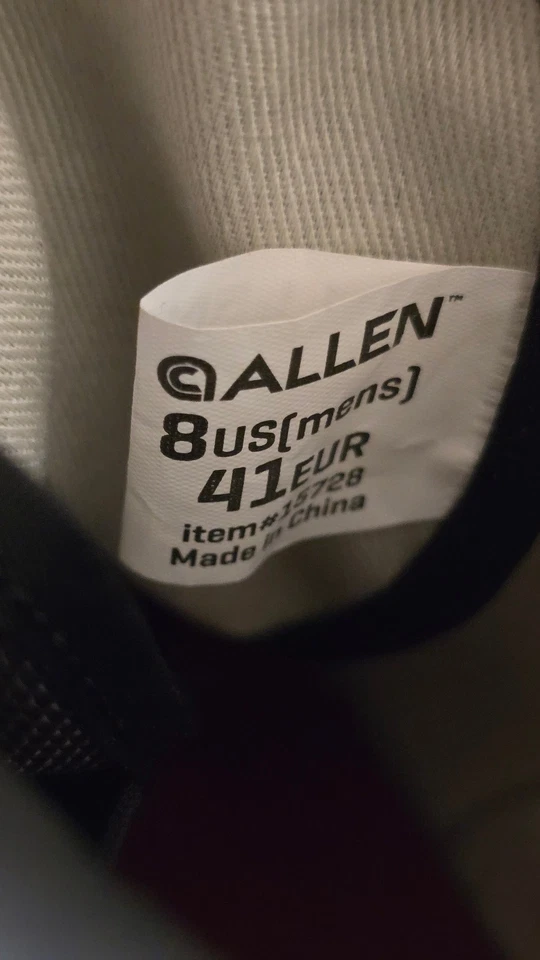 ALLEN™
8US(mens)
41EUR
item#15728
Made in China